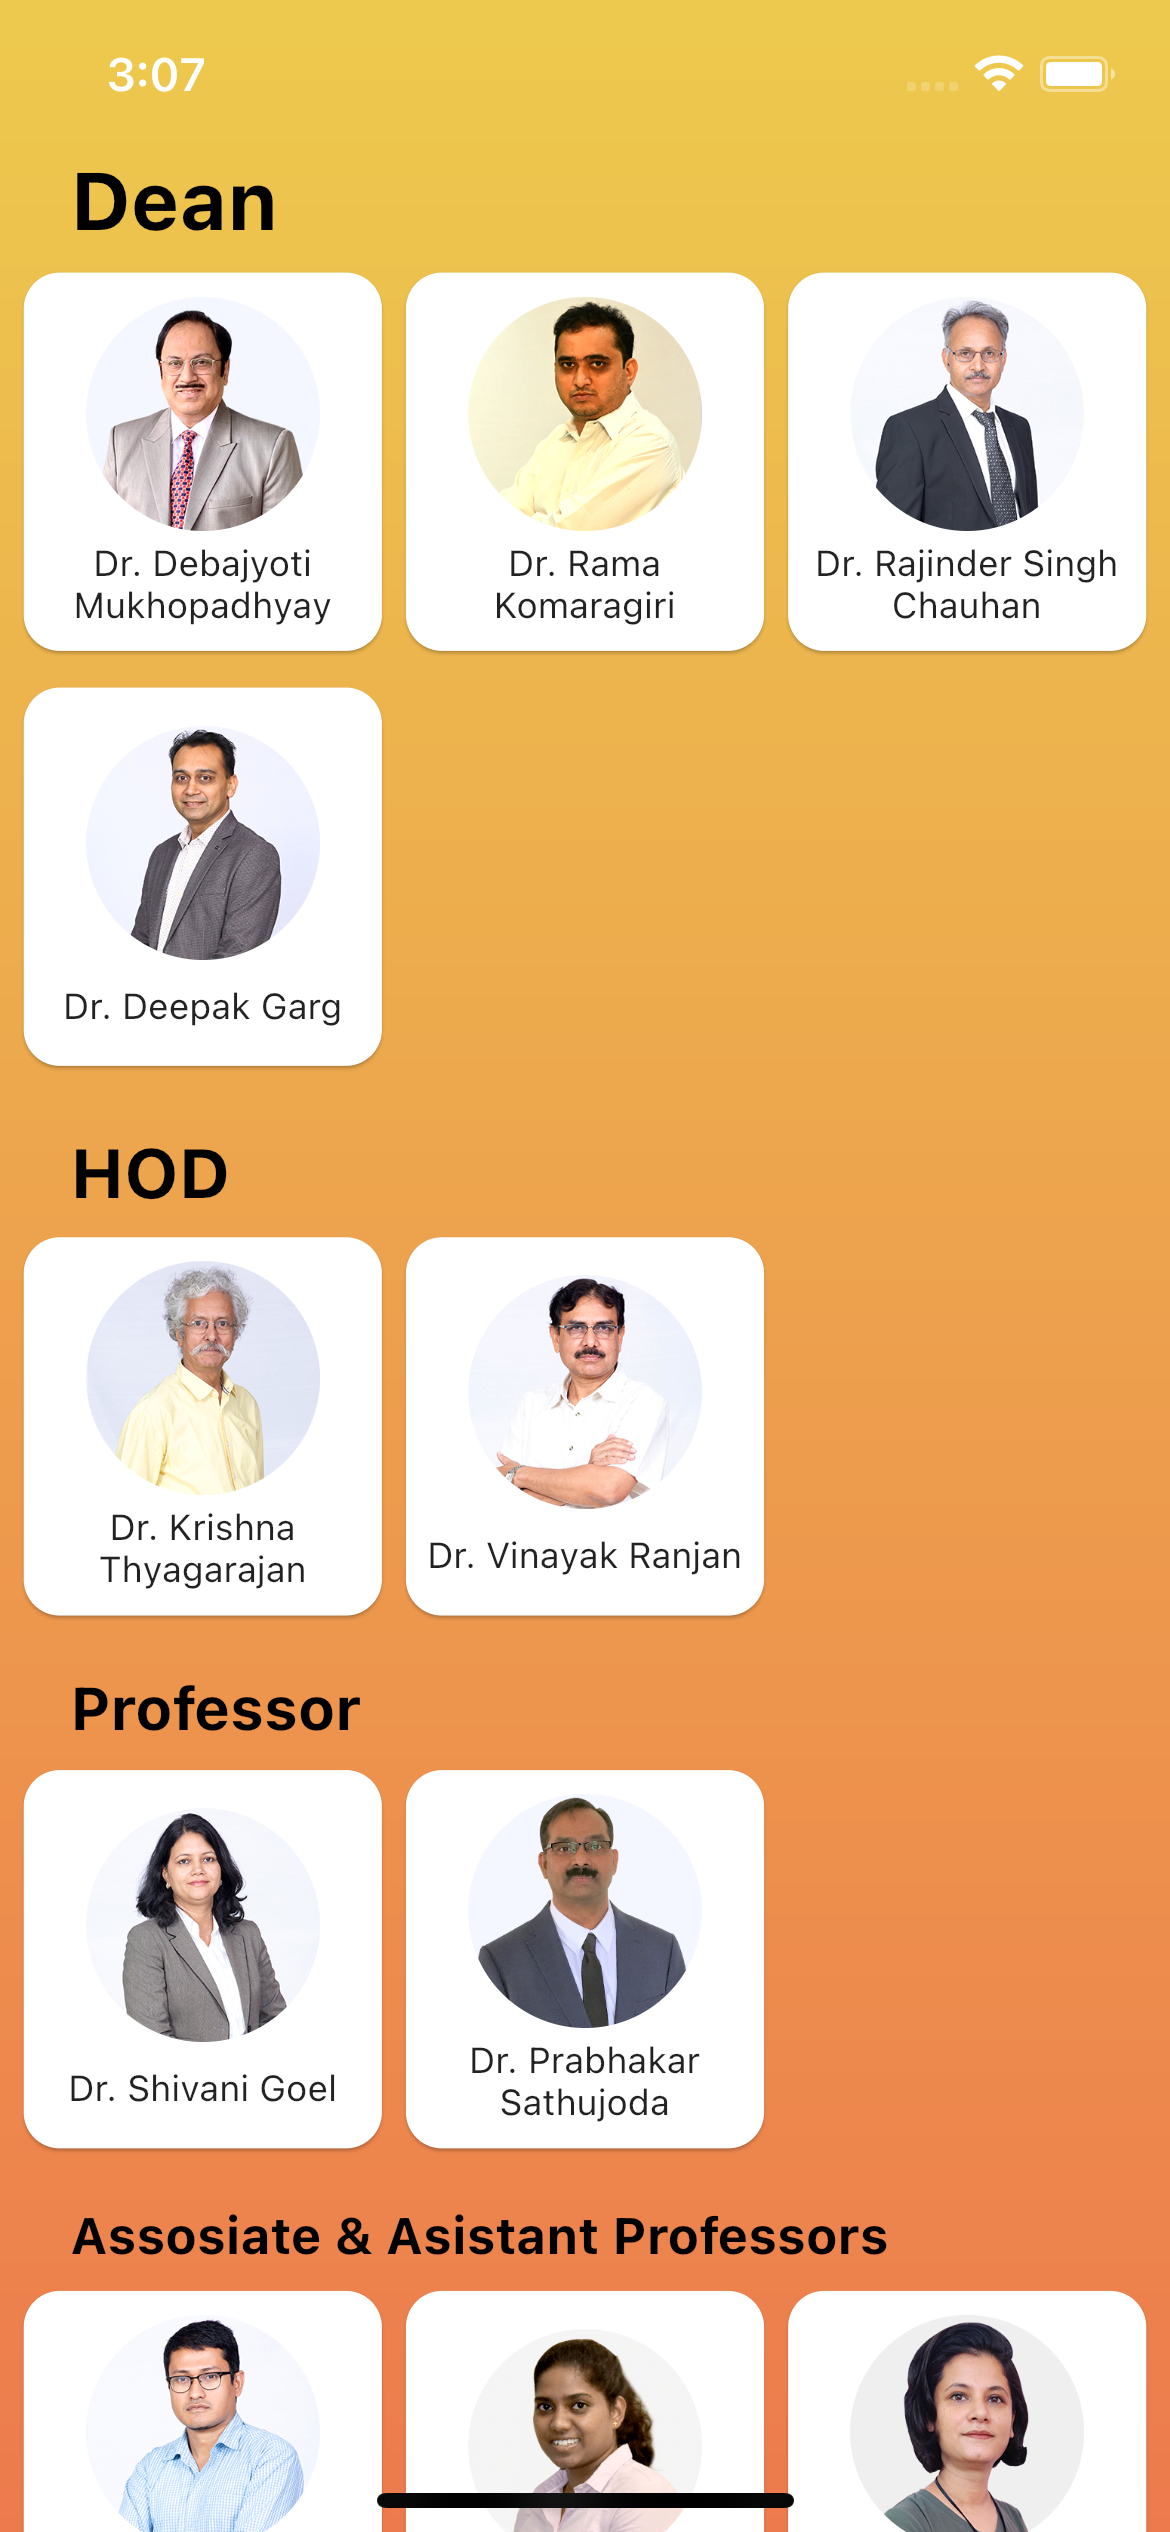 3:07
Dean
Dr. Debajyoti
Mukhopadhyay
Dr. Rama
Komaragiri
Dr. Rajinder Singh
Chauhan
Dr. Deepak Garg
HOD
Dr. Krishna
Thyagarajan
Dr. Vinayak Ranjan
Professor
Dr. Shivani Goel
Dr. Prabhakar
Sathujoda
Assosiate & Asistant Professors